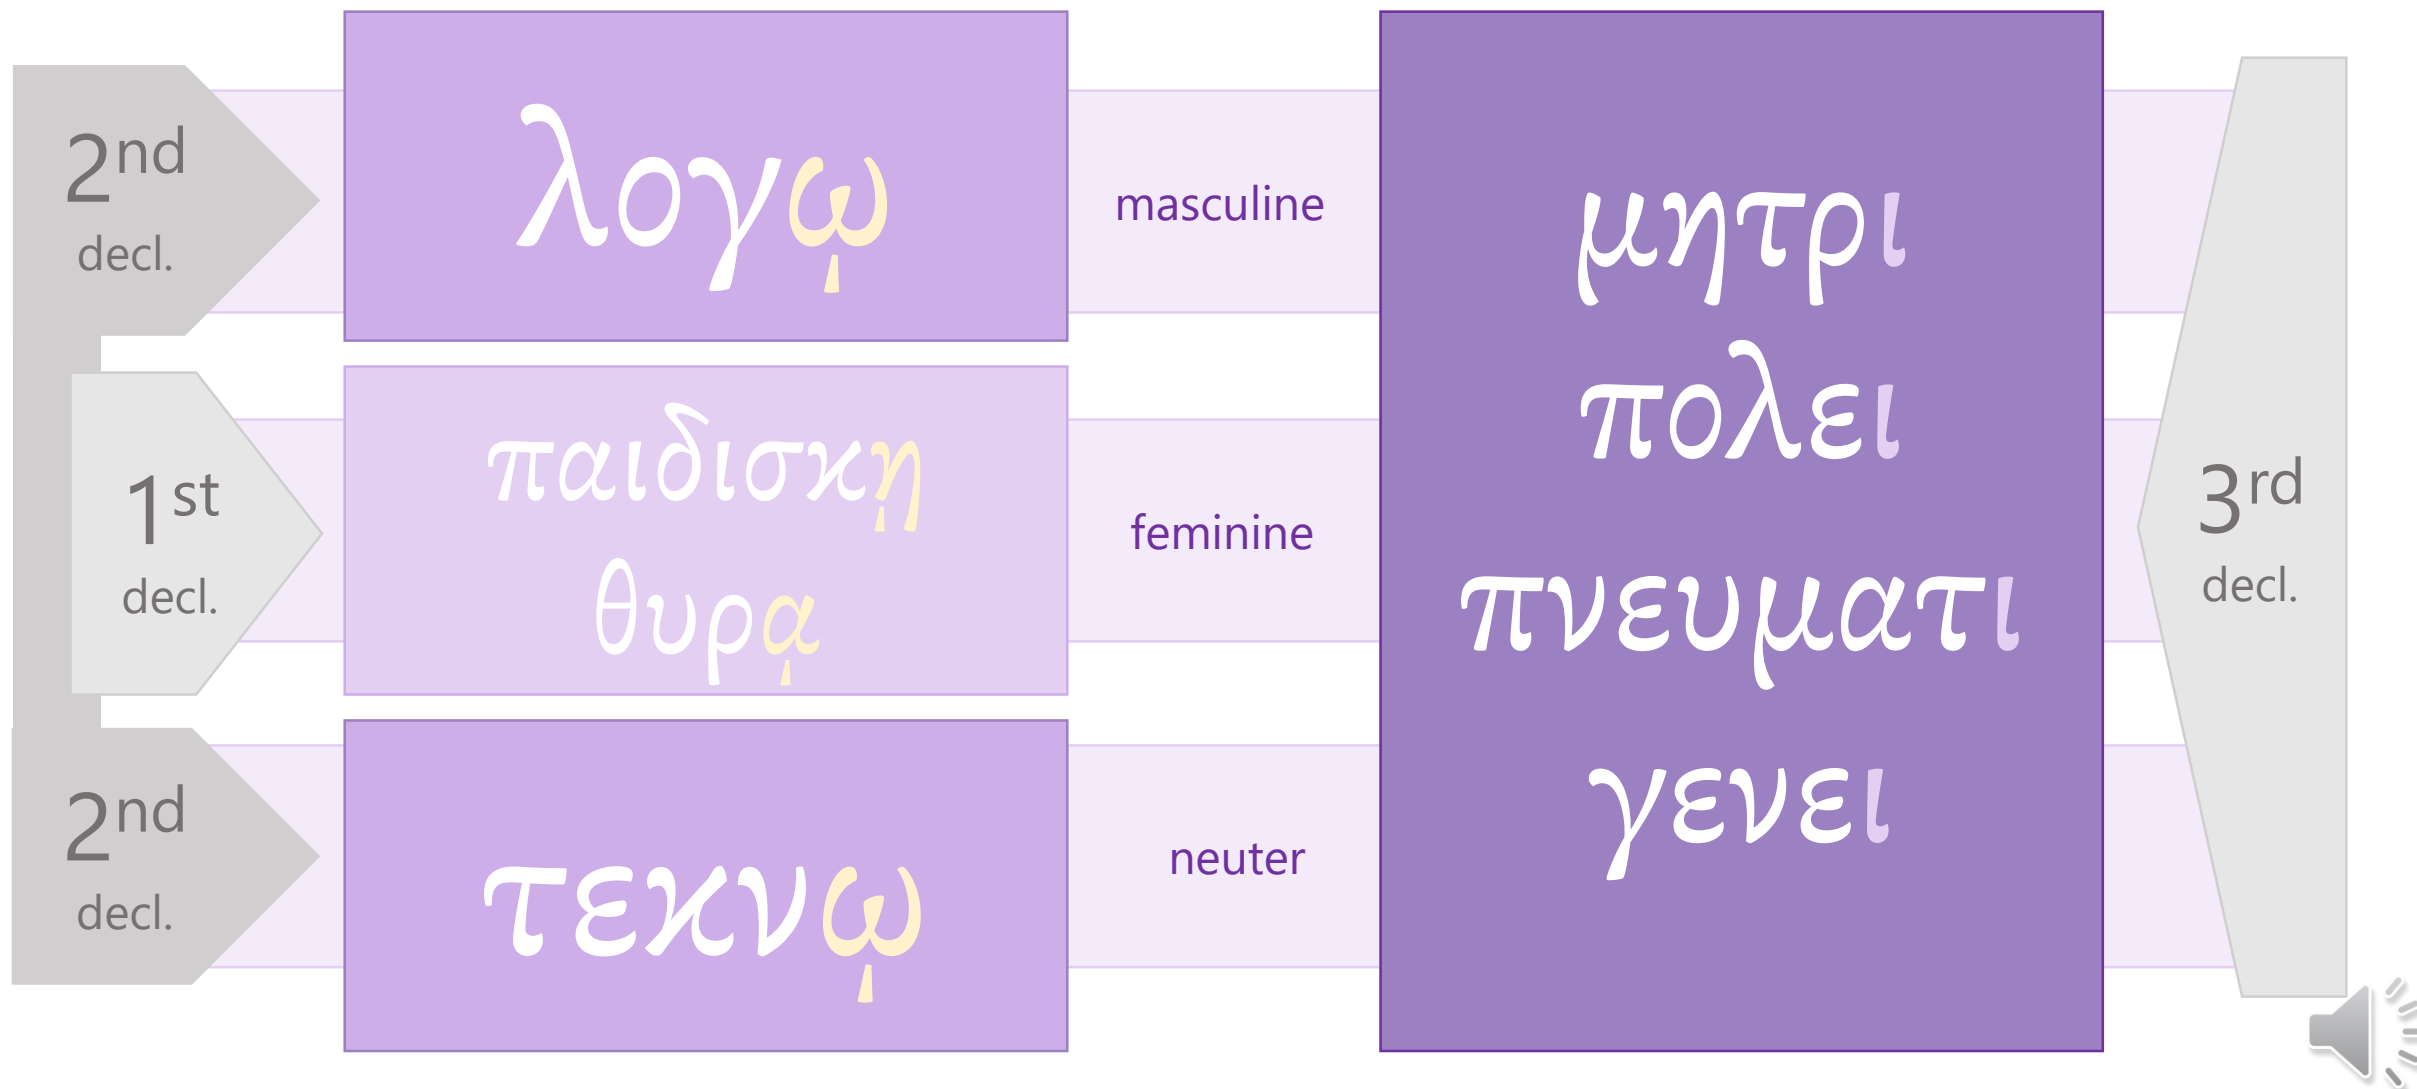 2nd
decl.
λογῳ
masculine
1st
decl.
παιδισκῃ
θυρᾳ
feminine
2nd
decl.
τεκνῳ
neuter
μητρι
πολει
πνευματι
γενει
3rd
decl.